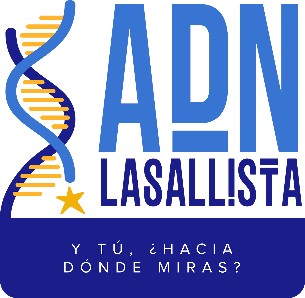 ADN
LASALLISTA
Y TÚ, ¿HACIA
DÓNDE MIRAS?